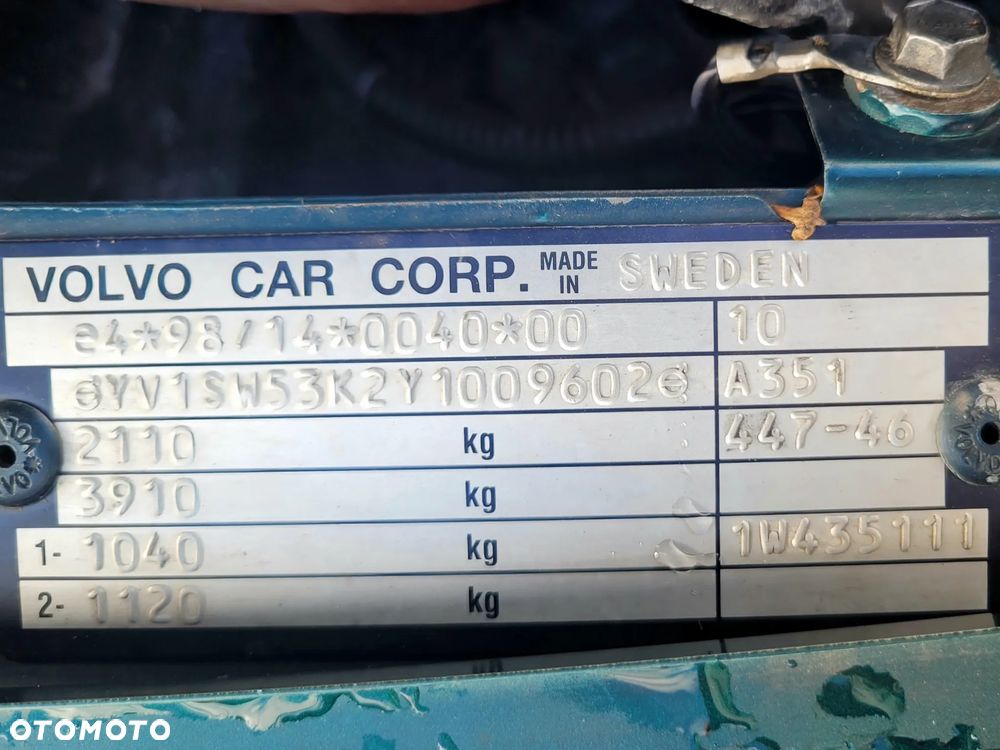 VOLVO CAR CORP. MADE IN SWEDEN
e4*98/14*0040*00 10
YV1SW53K2Y1009602 A351
2110 kg 447-46
3910 kg
1- 1040 kg 1W435111
2- 1120 kg
OTOMOTO